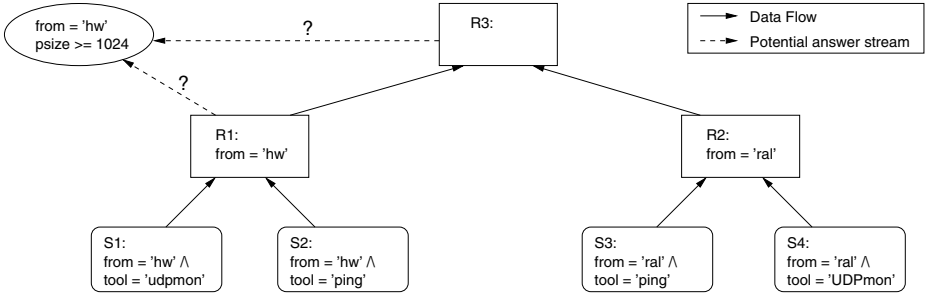 from = 'hw'
psize >= 1024
?
?
R3:
Data Flow
Potential answer stream
R1:
from = 'hw'
R2:
from = 'ral'
S1:
from = 'hw' /\
tool = 'udpmon'
S2:
from = 'hw' /\
tool = 'ping'
S3:
from = 'ral' /\
tool = 'ping'
S4:
from = 'ral' /\
tool = 'UDPmon'